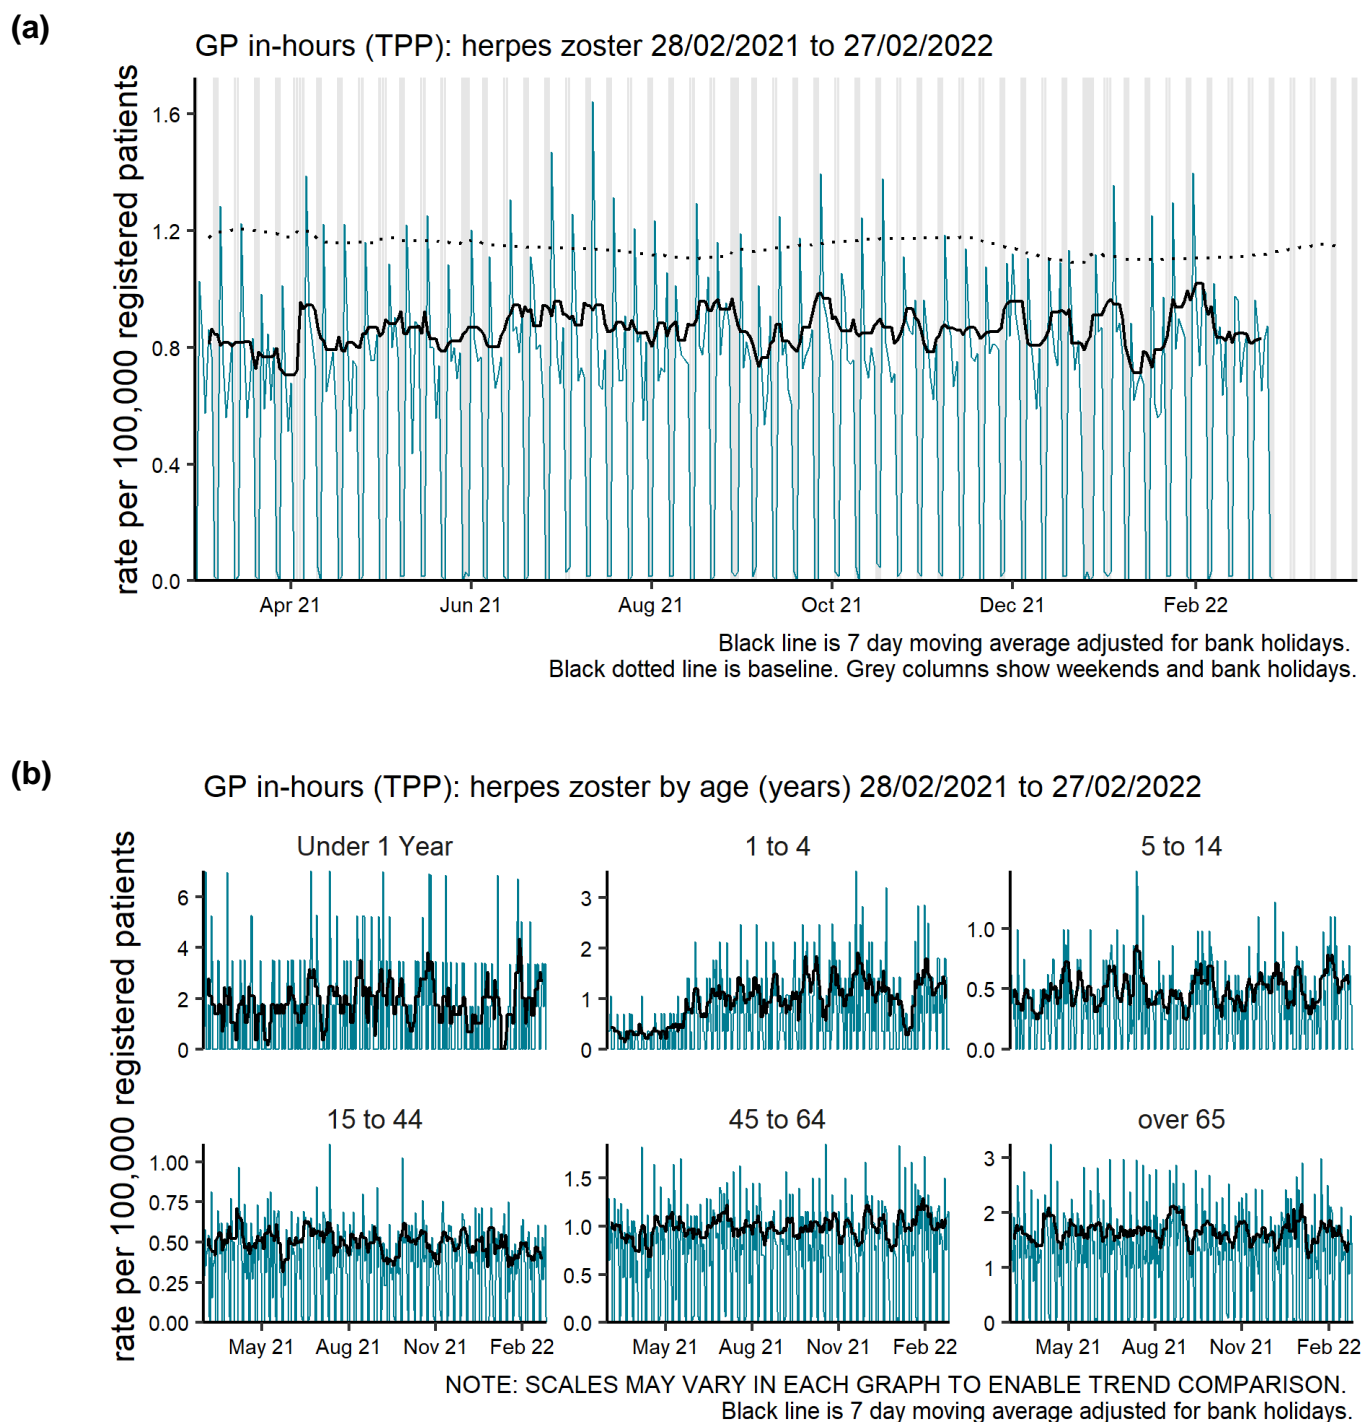 (a)
GP in-hours (TPP): herpes zoster 28/02/2021 to 27/02/2022
rate per 100,000 registered patients
1.6
1.2
0.8
0.4
0.0
Apr 21 Jun 21 Aug 21 Oct 21 Dec 21 Feb 22
Black line is 7 day moving average adjusted for bank holidays.
Black dotted line is baseline. Grey columns show weekends and bank holidays.
(b)
GP in-hours (TPP): herpes zoster by age (years) 28/02/2021 to 27/02/2022
rate per 100,000 registered patients
Under 1 Year
6
4
2
0
1 to 4
3
2
1
0
5 to 14
1.0
0.5
0.0
15 to 44
1.00
0.75
0.50
0.25
0.00
May 21 Aug 21 Nov 21 Feb 22
45 to 64
1.5
1.0
0.5
0.0
May 21 Aug 21 Nov 21 Feb 22
over 65
3
2
1
0
May 21 Aug 21 Nov 21 Feb 22
NOTE: SCALES MAY VARY IN EACH GRAPH TO ENABLE TREND COMPARISON.
Black line is 7 day moving average adjusted for bank holidays.